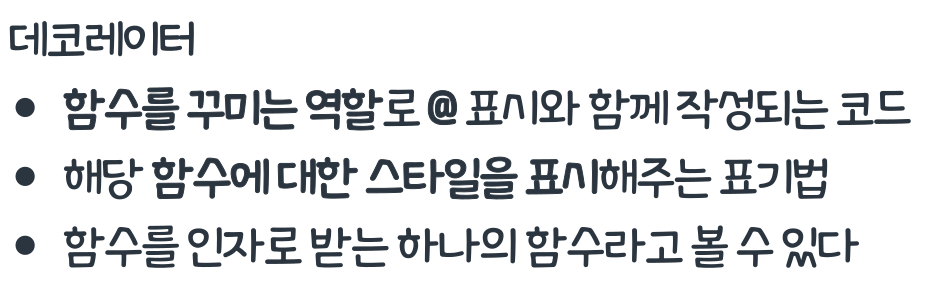 데코레이터
● 함수를 꾸미는 역할로 @ 표시와 함께 작성되는 코드
● 해당 함수에 대한 스타일을 표시해주는 표기법
● 함수를 인자로 받는 하나의 함수라고 볼 수 있다